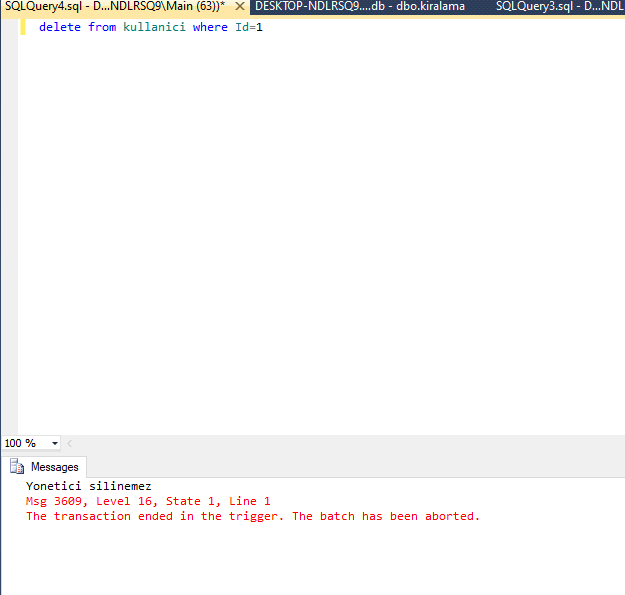 SQLQuery4.sql - D...NDLRSQ9\Main (63))* DESKTOP-NDLRSQ9....db - dbo.kiralama SQLQuery3.sql - D...NDL
delete from kullanici where Id=1
100 %
Messages
Yonetici silinemez
Msg 3609, Level 16, State 1, Line 1
The transaction ended in the trigger. The batch has been aborted.